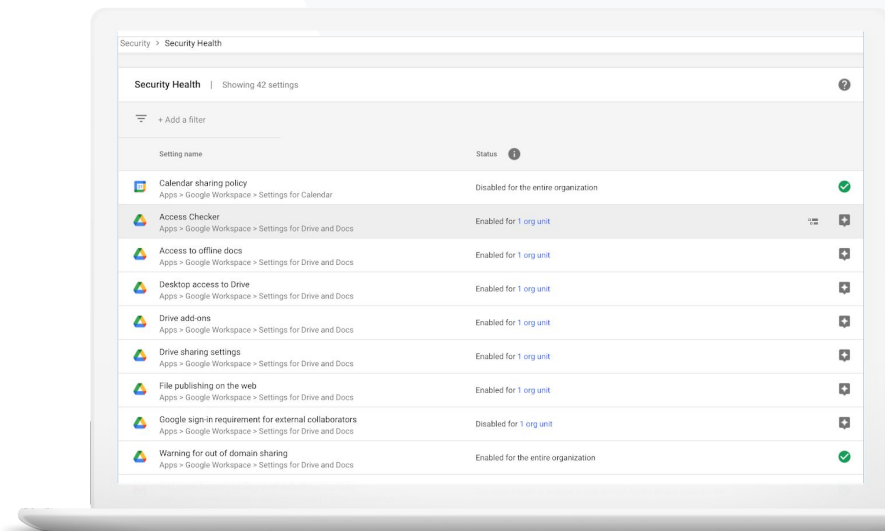 Security > Security Health
Security Health | Showing 42 settings
+ Add a filter
Setting name Status
Calendar sharing policy
Apps > Google Workspace > Settings for Calendar
Disabled for the entire organization
Access Checker
Apps > Google Workspace > Settings for Drive and Docs
Enabled for 1 org unit
Access to offline docs
Apps > Google Workspace > Settings for Drive and Docs
Enabled for 1 org unit
Desktop access to Drive
Apps > Google Workspace > Settings for Drive and Docs
Enabled for 1 org unit
Drive add-ons
Apps > Google Workspace > Settings for Drive and Docs
Enabled for 1 org unit
Drive sharing settings
Apps > Google Workspace > Settings for Drive and Docs
Enabled for 1 org unit
File publishing on the web
Apps > Google Workspace > Settings for Drive and Docs
Enabled for 1 org unit
Google sign-in requirement for external collaborators
Apps > Google Workspace > Settings for Drive and Docs
Disabled for 1 org unit
Warning for out of domain sharing
Apps > Google Workspace > Settings for Drive and Docs
Enabled for the entire organization